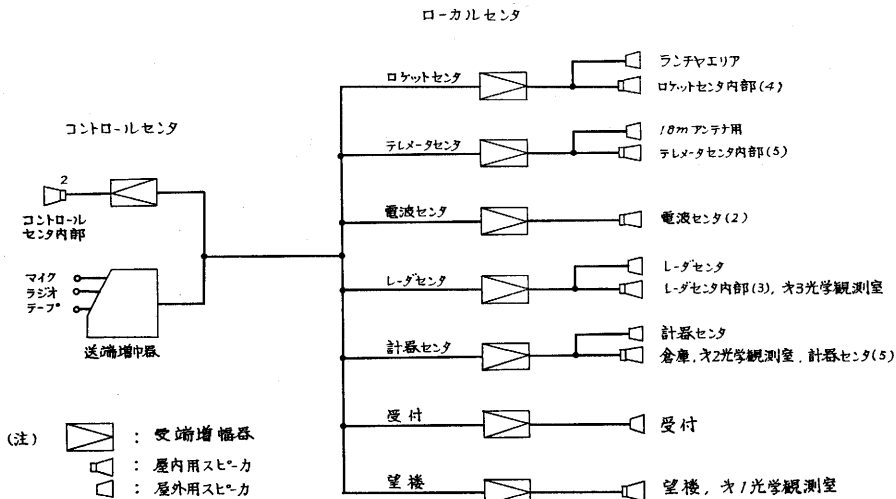 ローカルセンタ
コントロールセンタ
2
コントロール
センタ内部
マイク
ラジオ
テープ
送端増巾器
ロケットセンタ
ランチャエリア
ロケットセンタ内部(4)
テレメータセンタ
18mアンテナ用
テレメータセンタ内部(5)
電波センタ
電波センタ(2)
レーダセンタ
レーダセンタ
レーダセンタ内部(3), 才3光学観測室
計器センタ
計器センタ
倉庫, 才2光学観測室, 計器センタ(5)
受付
受付
望楼
望楼, 才1光学観測室
(注)
: 受端増幅器
: 屋内用スピーカ
: 屋外用スピーカ